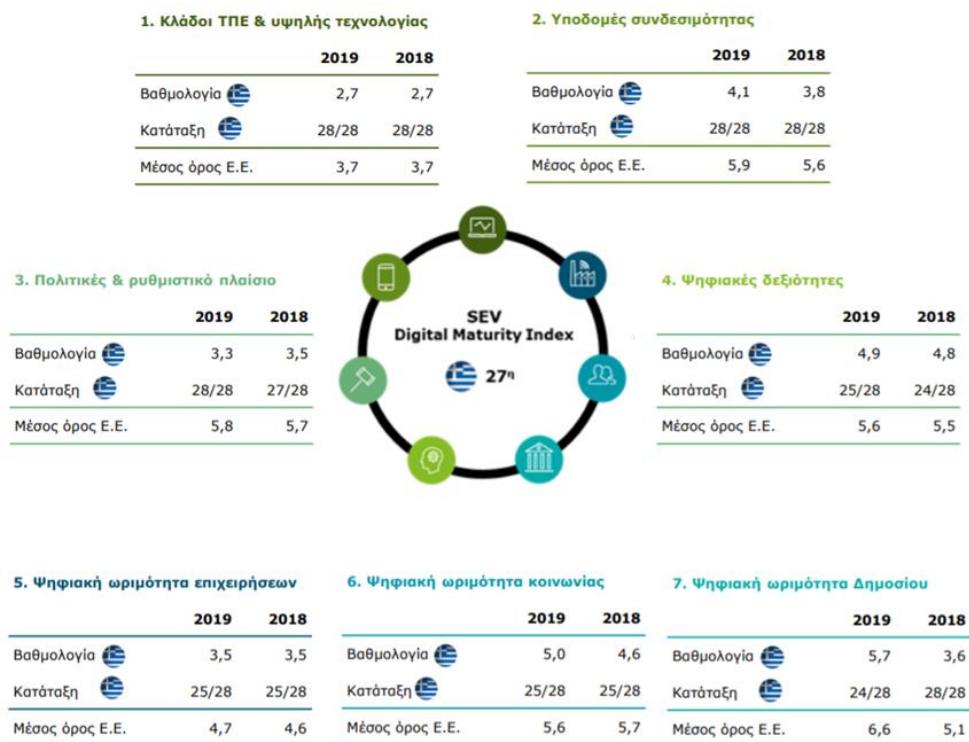 1. Κλάδοι ΤΠΕ & υψηλής τεχνολογίας
2019 2018
Βαθμολογία 2,7 2,7
Κατάταξη 28/28 28/28
Μέσος όρος Ε.Ε. 3,7 3,7
2. Υποδομές συνδεσιμότητας
2019 2018
Βαθμολογία 4,1 3,8
Κατάταξη 28/28 28/28
Μέσος όρος Ε.Ε. 5,9 5,6
3. Πολιτικές & ρυθμιστικό πλαίσιο
2019 2018
Βαθμολογία 3,3 3,5
Κατάταξη 28/28 27/28
Μέσος όρος Ε.Ε. 5,8 5,7
SEV
Digital Maturity Index
27η
4. Ψηφιακές δεξιότητες
2019 2018
Βαθμολογία 4,9 4,8
Κατάταξη 25/28 24/28
Μέσος όρος Ε.Ε. 5,6 5,5
5. Ψηφιακή ωριμότητα επιχειρήσεων
2019 2018
Βαθμολογία 3,5 3,5
Κατάταξη 25/28 25/28
Μέσος όρος Ε.Ε. 4,7 4,6
6. Ψηφιακή ωριμότητα κοινωνίας
2019 2018
Βαθμολογία 5,0 4,6
Κατάταξη 25/28 25/28
Μέσος όρος Ε.Ε. 5,6 5,7
7. Ψηφιακή ωριμότητα Δημοσίου
2019 2018
Βαθμολογία 5,7 3,6
Κατάταξη 24/28 28/28
Μέσος όρος Ε.Ε. 6,6 5,1